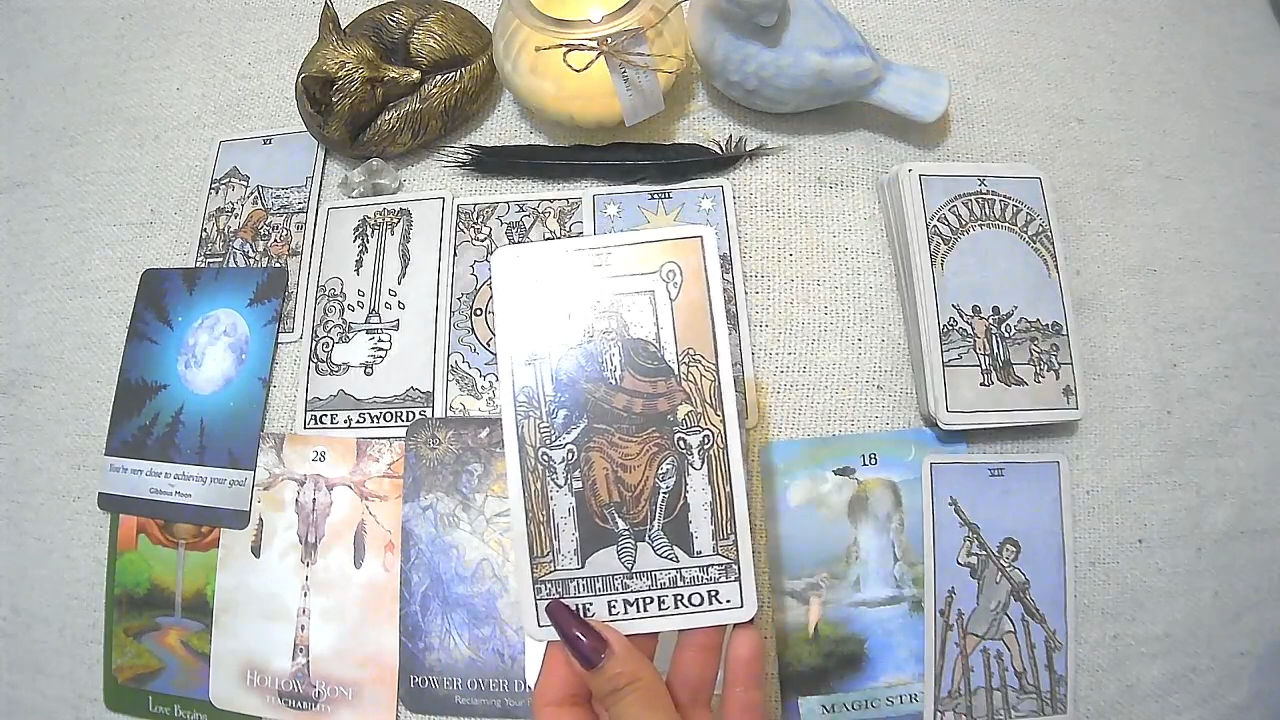 VI
X
XVII
X
ACE of SWORDS
THE EMPEROR.
You're very close to achieving your goal
Gibbous Moon
28
HOLLOW BONE
TEACHABILITY
32
POWER OVER
Reclaiming Your
18
MAGIC
VII
Love Begins